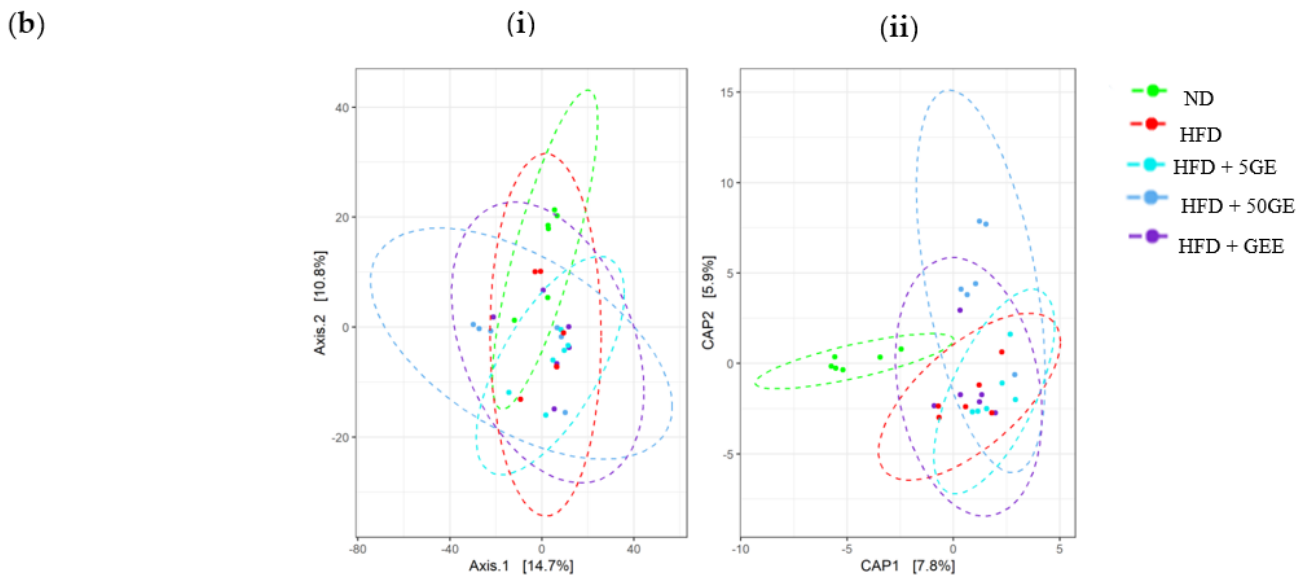 (b)
(i)
(ii)
40
20
0
-20
Axis.2 [10.8%]
-80
-40
0
40
Axis.1 [14.7%]
15
10
5
0
-5
CAP2 [5.9%]
-10
-5
0
5
CAP1 [7.8%]
ND
HFD
HFD + 5GE
HFD + 50GE
HFD + GEE